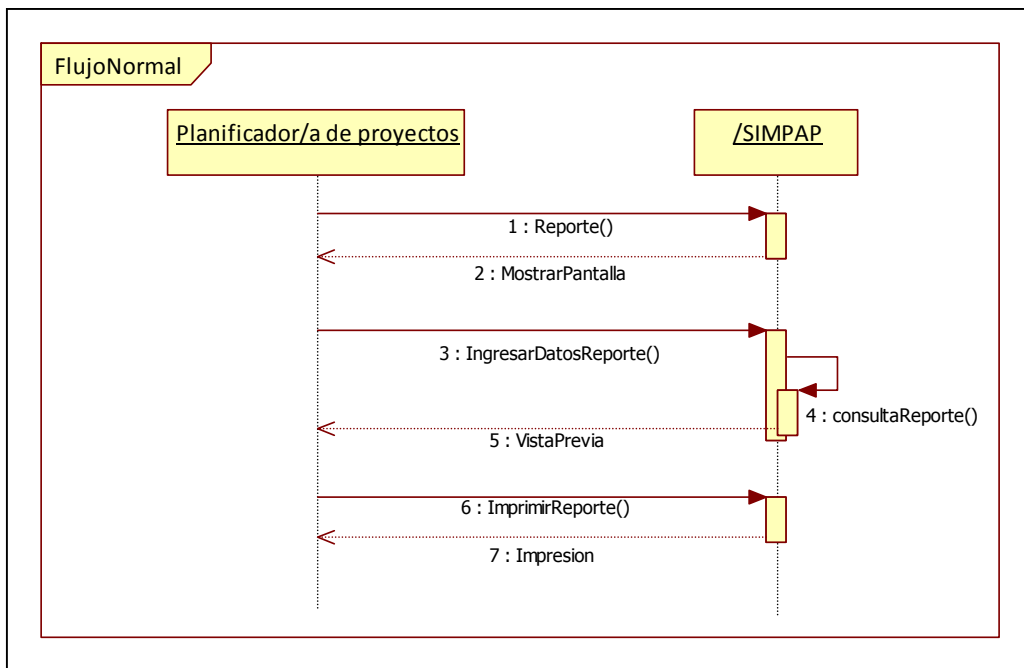 FlujoNormal
Planificador/a de proyectos
/SIMPAP
1 : Reporte()
2 : MostrarPantalla
3 : IngresarDatosReporte()
4 : consultaReporte()
5 : VistaPrevia
6 : ImprimirReporte()
7 : Impresion